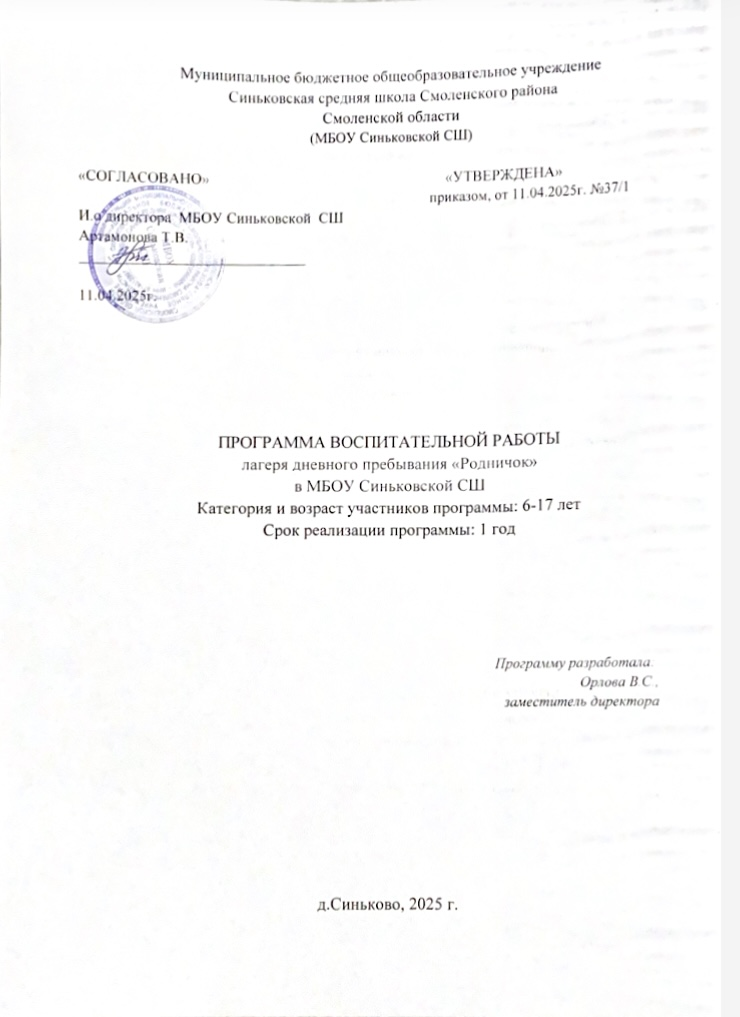 Муниципальное бюджетное общеобразовательное учреждение
Синьковская средняя школа Смоленского района
Смоленской области
(МБОУ Синьковской СШ)
«СОГЛАСОВАНО»
«УТВЕРЖДЕНА»
приказом, от 11.04.2025г. №37/1
И.о директора МБОУ Синьковской СШ
Артамонова Т.В.
11.04.2025г.
ПРОГРАММА ВОСПИТАТЕЛЬНОЙ РАБОТЫ
лагеря дневного пребывания «Родничок»
в МБОУ Синьковской СШ
Категория и возраст участников программы: 6-17 лет
Срок реализации программы: 1 год
Программу разработала:
Орлова В.С.,
заместитель директора
д.Синьково, 2025 г.